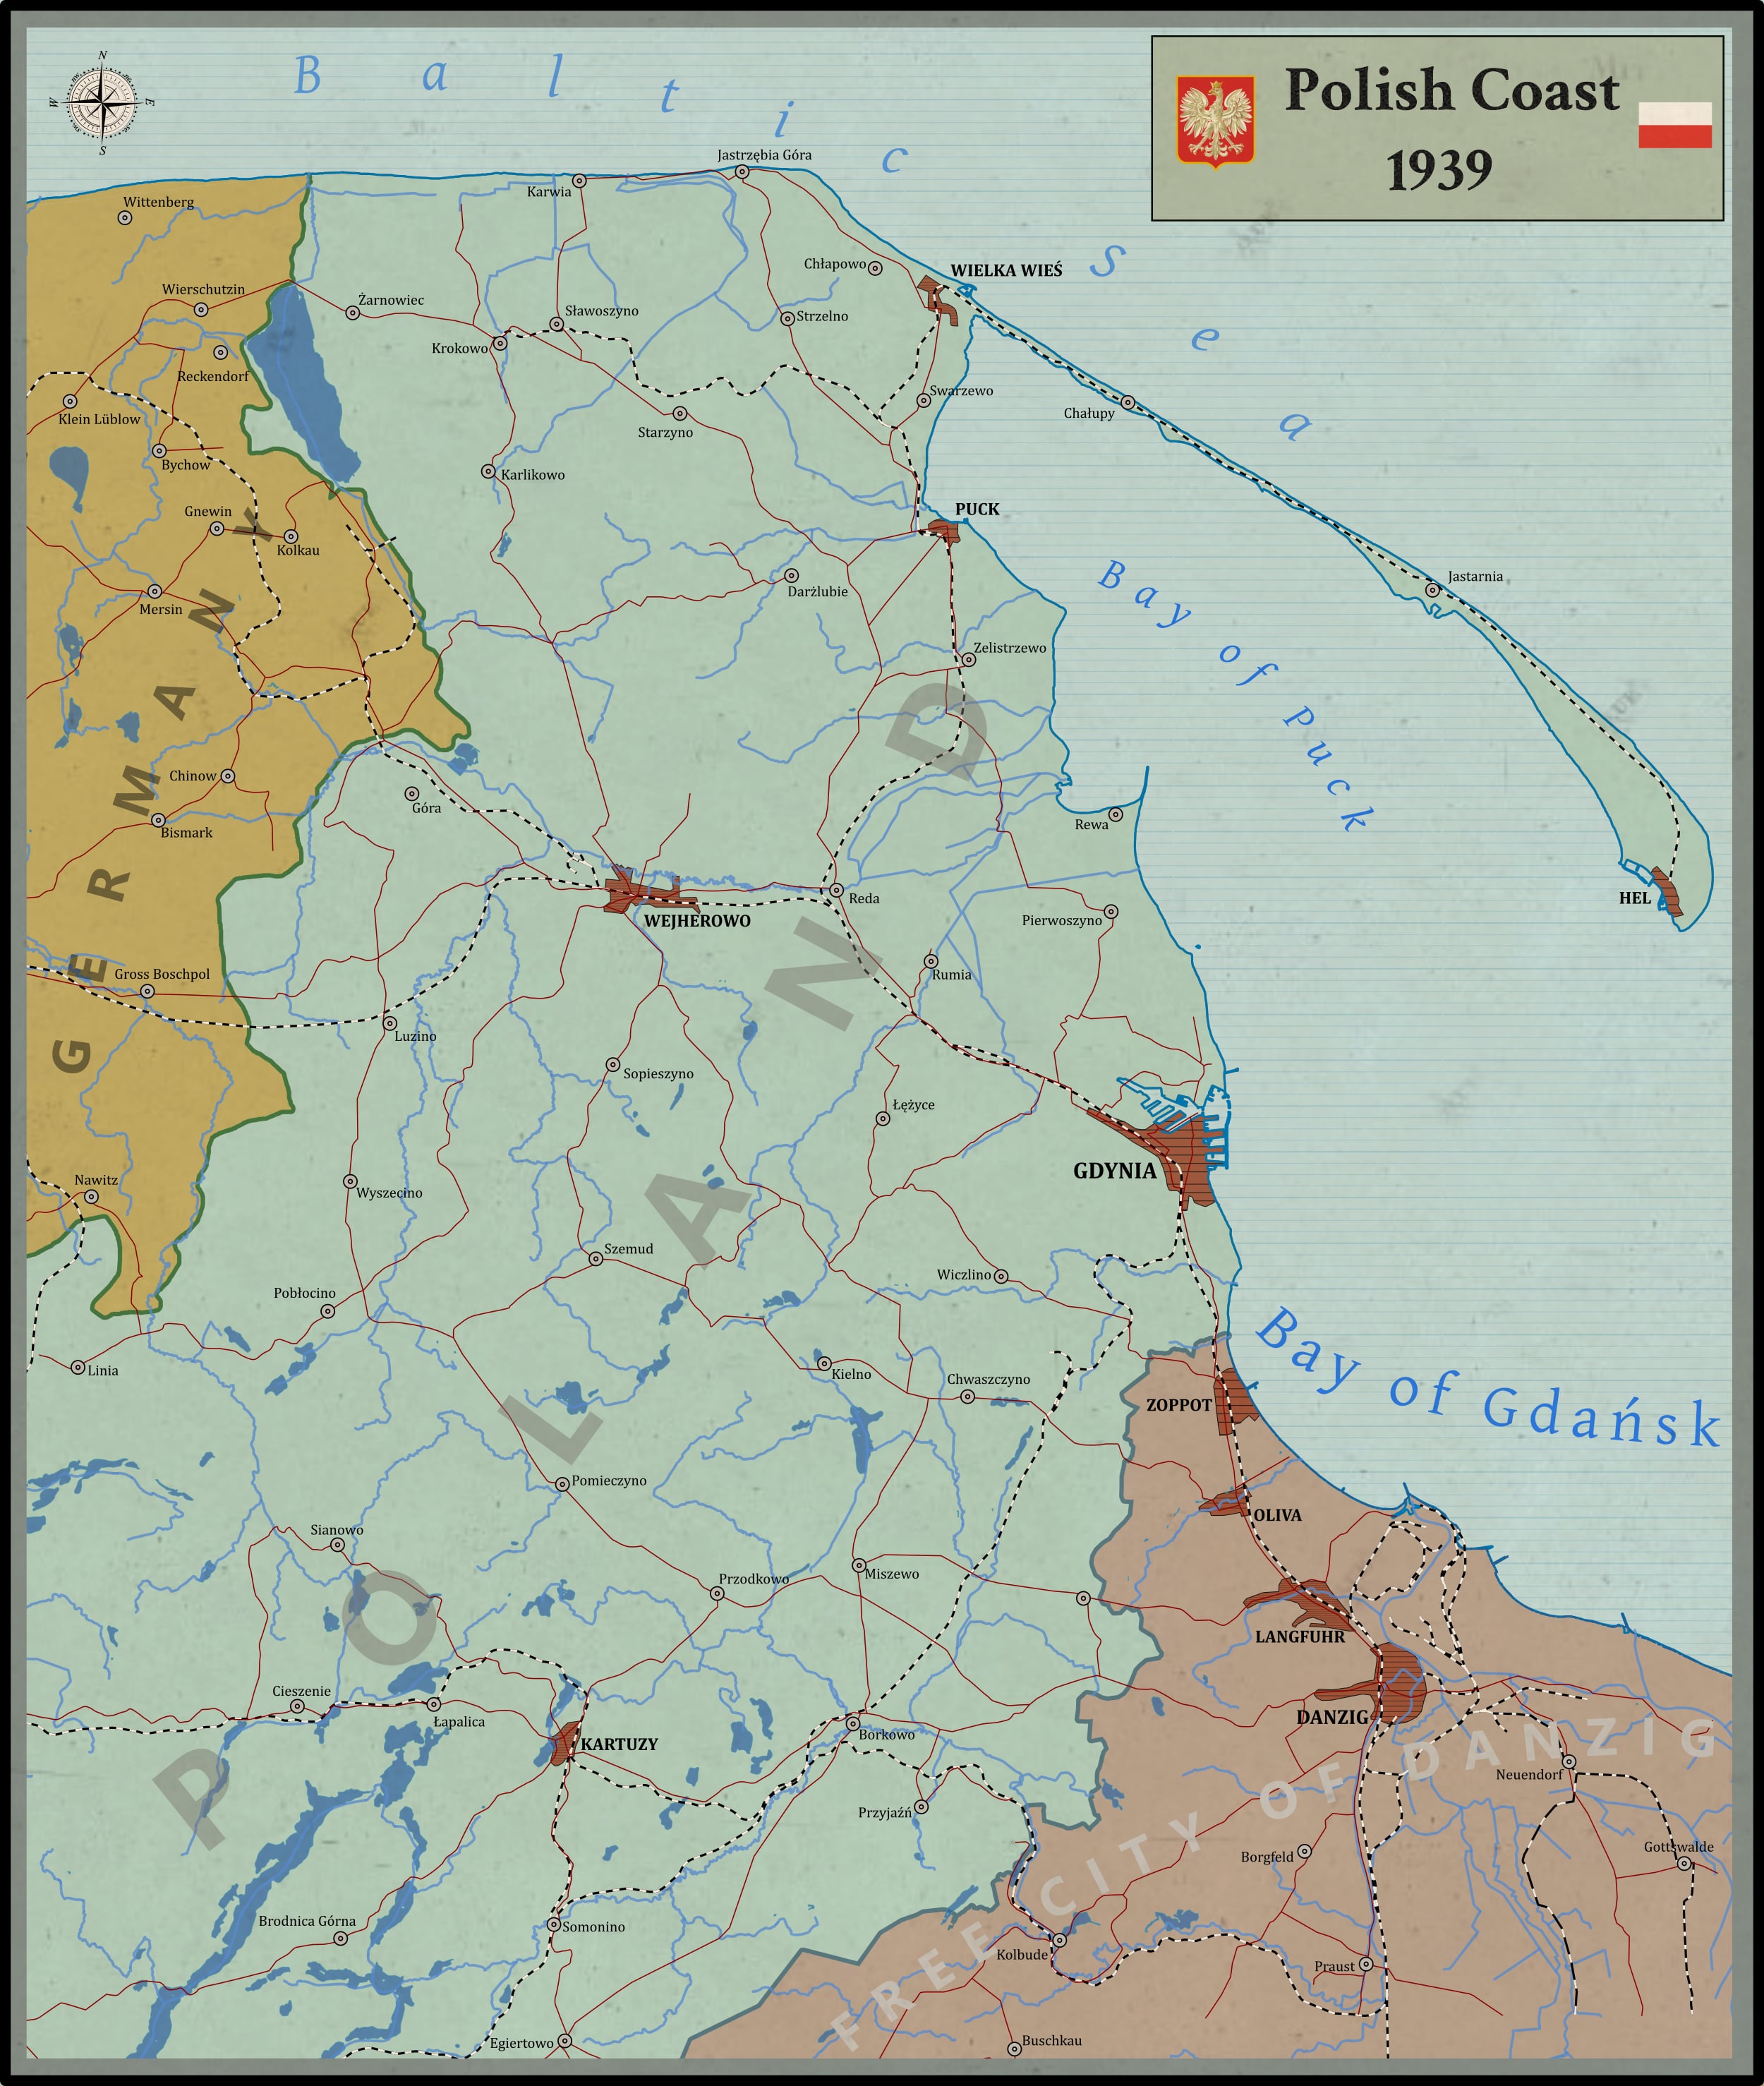 Polish Coast
1939
N
W
E
S
Baltic Sea
Jastrzębia Góra
Karwia
Wittenberg
Chłapowo
WIELKA WIEŚ
Wierschutzin
Żarnowiec
Sławoszyno
Strzelno
Krokowo
Reckendorf
Swarzewo
Klein Lüblow
Chałupy
Starzyno
Bychow
Karlikowo
Gnewin
PUCK
Kolkau
Jastarnia
Bay of Puck
Mersin
Darżlubie
Zelistrzewo
GERMANY
Chinow
Góra
Bismark
Rewa
Reda
HEL
WEJHEROWO
Pierwoszyno
Gross Boschpol
Rumia
Luzino
Sopieszyno
Łężyce
GDYNIA
Nawitz
Wyszecino
Szemud
Wiczlino
Pobłocino
POLAND
Linia
Kielno
Chwaszczyno
Bay of Gdańsk
ZOPPOT
Pomieczyno
OLIVA
Sianowo
Przodkowo
Miszewo
LANGFUHR
Cieszenie
Łapalica
DANZIG
Borkowo
KARTUZY
FREE CITY OF DANZIG
Neuendorf
Przyjaźń
Borgfeld
Gottswalde
Brodnica Górna
Somonino
Kolbude
Praust
Egiertowo
Buschkau